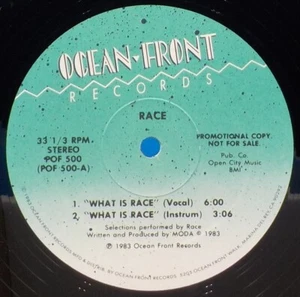 OCEAN FRONT
RECORDS
RACE
33 1/3 RPM
STEREO
POF 500
(POF 500-A)
PROMOTIONAL COPY
NOT FOR SALE
Pub. Co.
Open City Music
BMI
1. "WHAT IS RACE" (Vocal) 6:00
2. "WHAT IS RACE" (Instrum) 3:06
Selections performed by Race
Written and Produced by MODA ℗ 1983
© 1983 Ocean Front Records